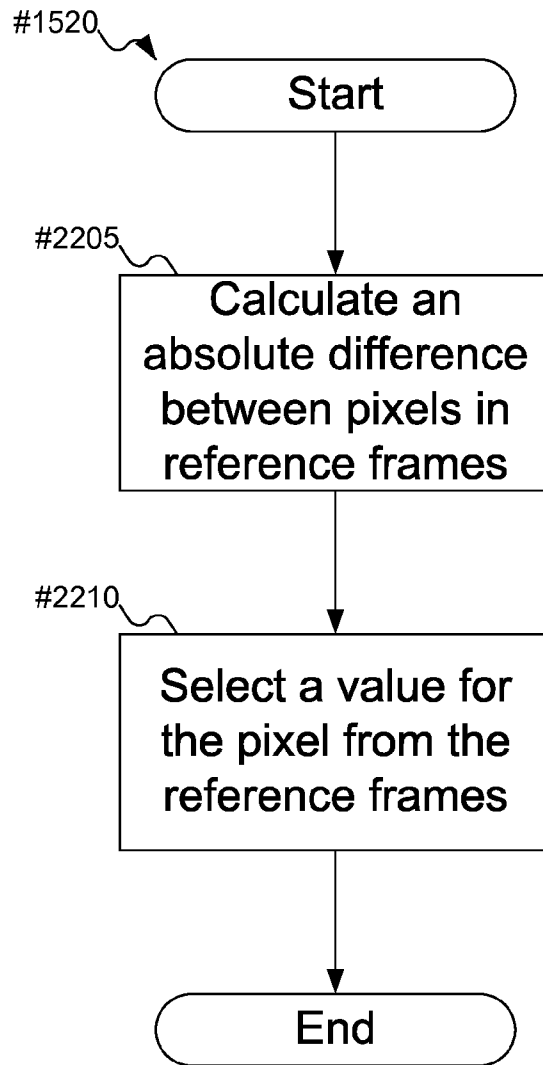 #1520
Start
#2205
Calculate an
absolute difference
between pixels in
reference frames
#2210
Select a value for
the pixel from the
reference frames
End